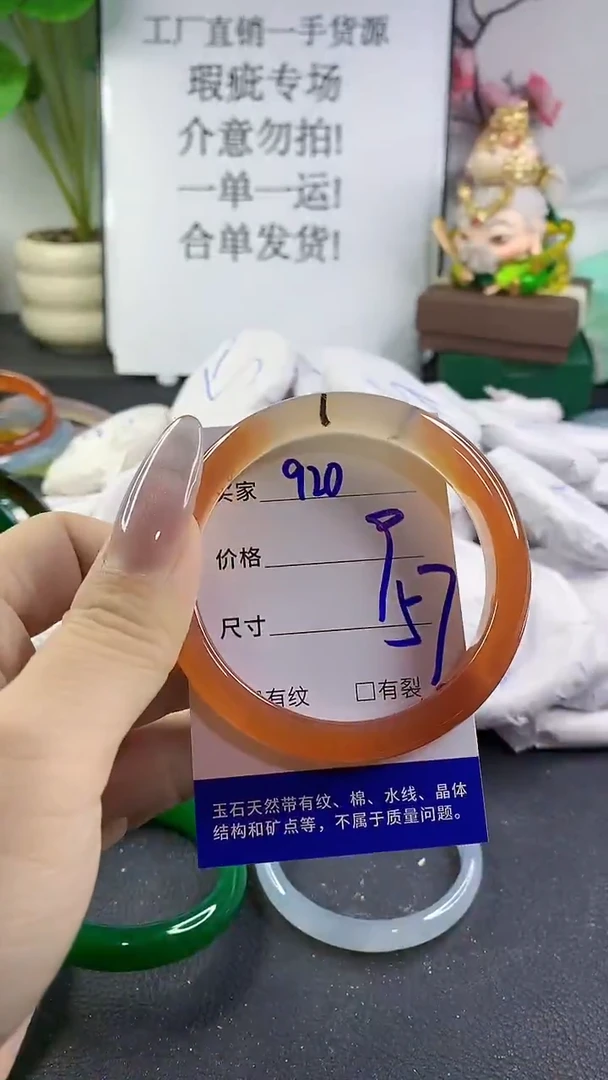 工厂直销一手货源
瑕疵专场
介意勿拍!
一单一运!
合单发货!
买家 920
价格
尺寸 57
有纹 □有裂
玉石天然带有纹、棉、水线、晶体
结构和矿点等，不属于质量问题。